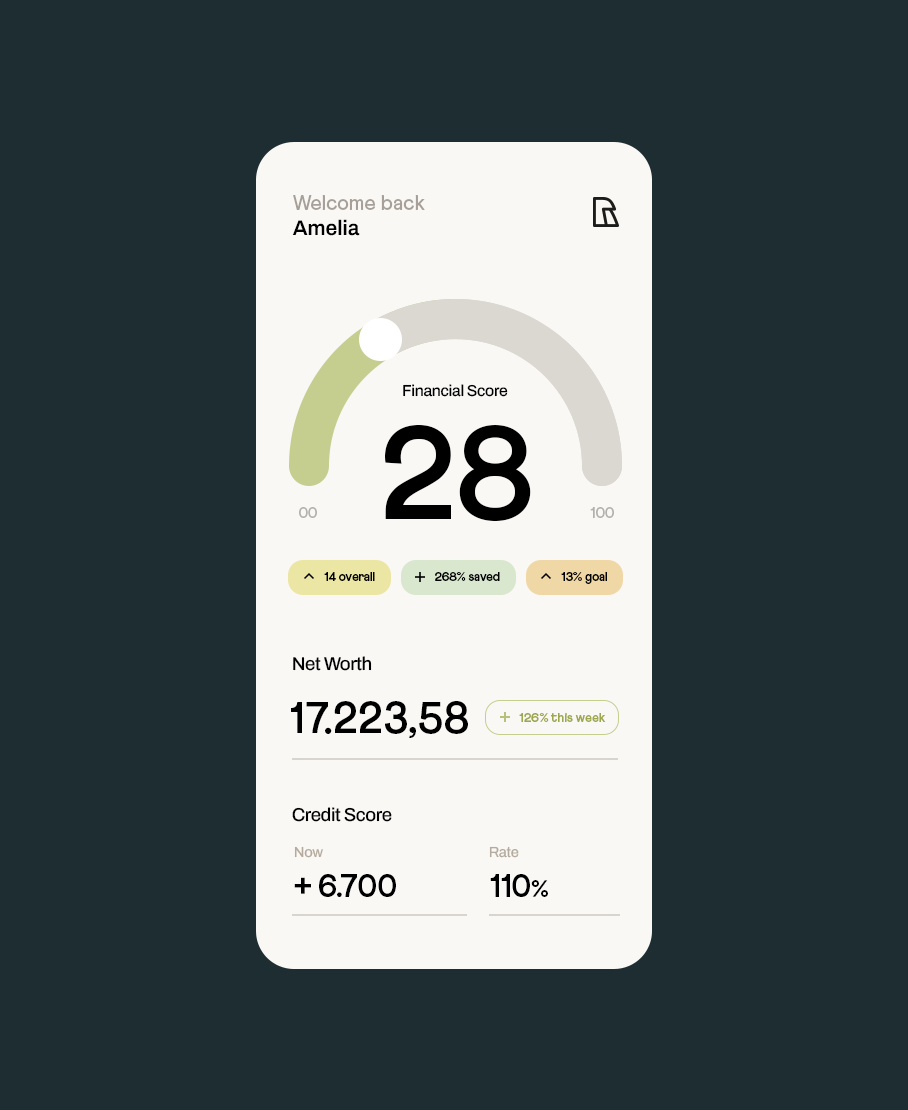 Welcome back
Amelia
Financial Score
28
00
100
14 overall
+ 268% saved
13% goal
Net Worth
17.223,58
+ 126% this week
Credit Score
Now
Rate
+ 6.700
110%